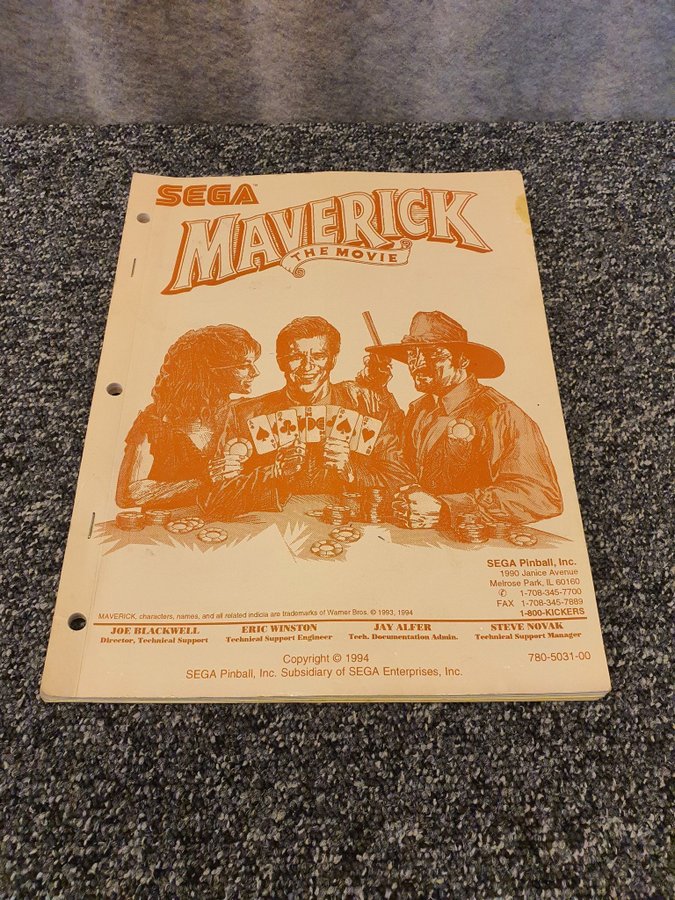 SEGA™
MAVERICK
THE MOVIE
SEGA Pinball, Inc.
1990 Janice Avenue
Melrose Park, IL 60160
✆ 1-708-345-7700
FAX 1-708-345-7889
1-800-KICKERS
MAVERICK, characters, names, and all related indicia are trademarks of Warner Bros. © 1993, 1994
JOE BLACKWELL ERIC WINSTON JAY ALFER STEVE NOVAK
Director, Technical Support Technical Support Engineer Tech. Documentation Admin. Technical Support Manager
Copyright © 1994 780-5031-00
SEGA Pinball, Inc. Subsidiary of SEGA Enterprises, Inc.